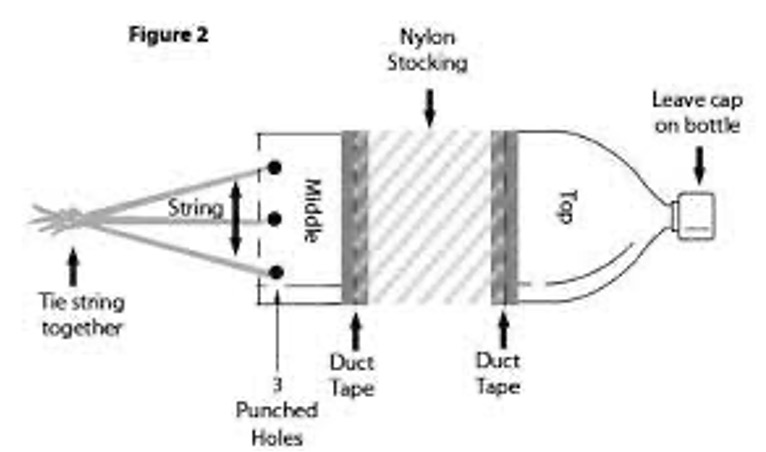 Figure 2
Nylon
Stocking
Leave cap
on bottle
String
Middle
Top
Tie string
together
Duct
Tape
Duct
Tape
3
Punched
Holes